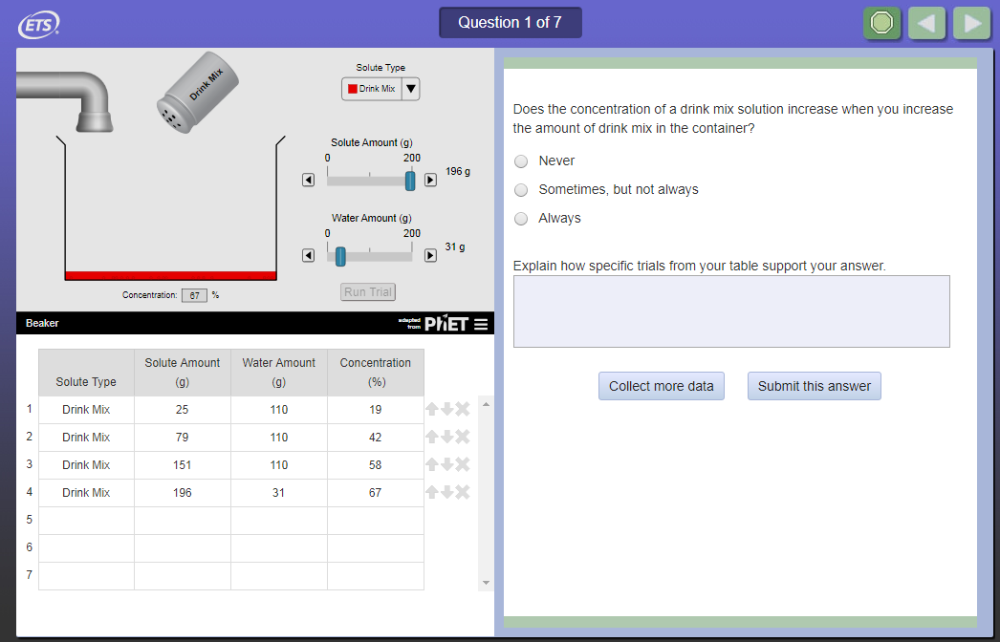 ETS
Question 1 of 7
Drink Mix
Solute Type
Drink Mix
Solute Amount (g)
0 200
196 g
Water Amount (g)
0 200
31 g
Run Trial
Concentration: 67 %
Beaker
adapted
from
PhET
Solute Type Solute Amount (g) Water Amount (g) Concentration (%)
1 Drink Mix 25 110 19
2 Drink Mix 79 110 42
3 Drink Mix 151 110 58
4 Drink Mix 196 31 67
5
6
7
Does the concentration of a drink mix solution increase when you increase
the amount of drink mix in the container?
Never
Sometimes, but not always
Always
Explain how specific trials from your table support your answer.
Collect more data Submit this answer